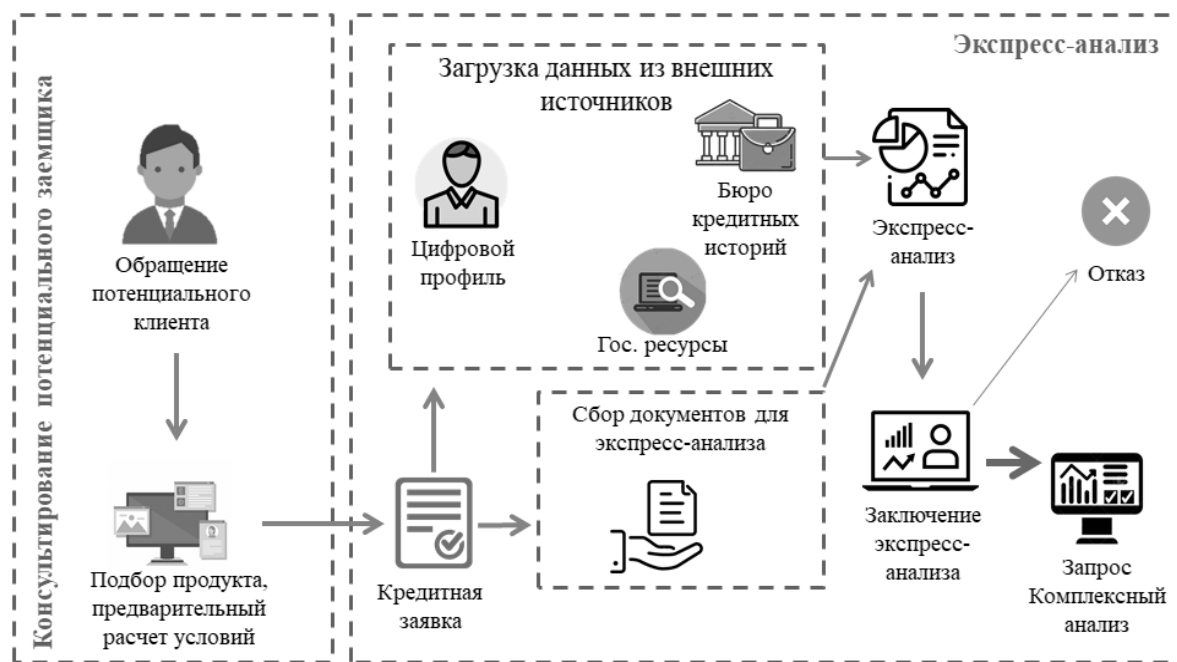 Консультирование потенциального заемщика
Обращение
потенциального
клиента
Подбор продукта,
предварительный
расчет условий
Экспресс-анализ
Загрузка данных из внешних
источников
Цифровой
профиль
Бюро
кредитных
историй
Гос. ресурсы
Кредитная
заявка
Сбор документов для
экспресс-анализа
Экспресс-
анализ
Заключение
экспресс-
анализа
Отказ
Запрос
Комплексный
анализ